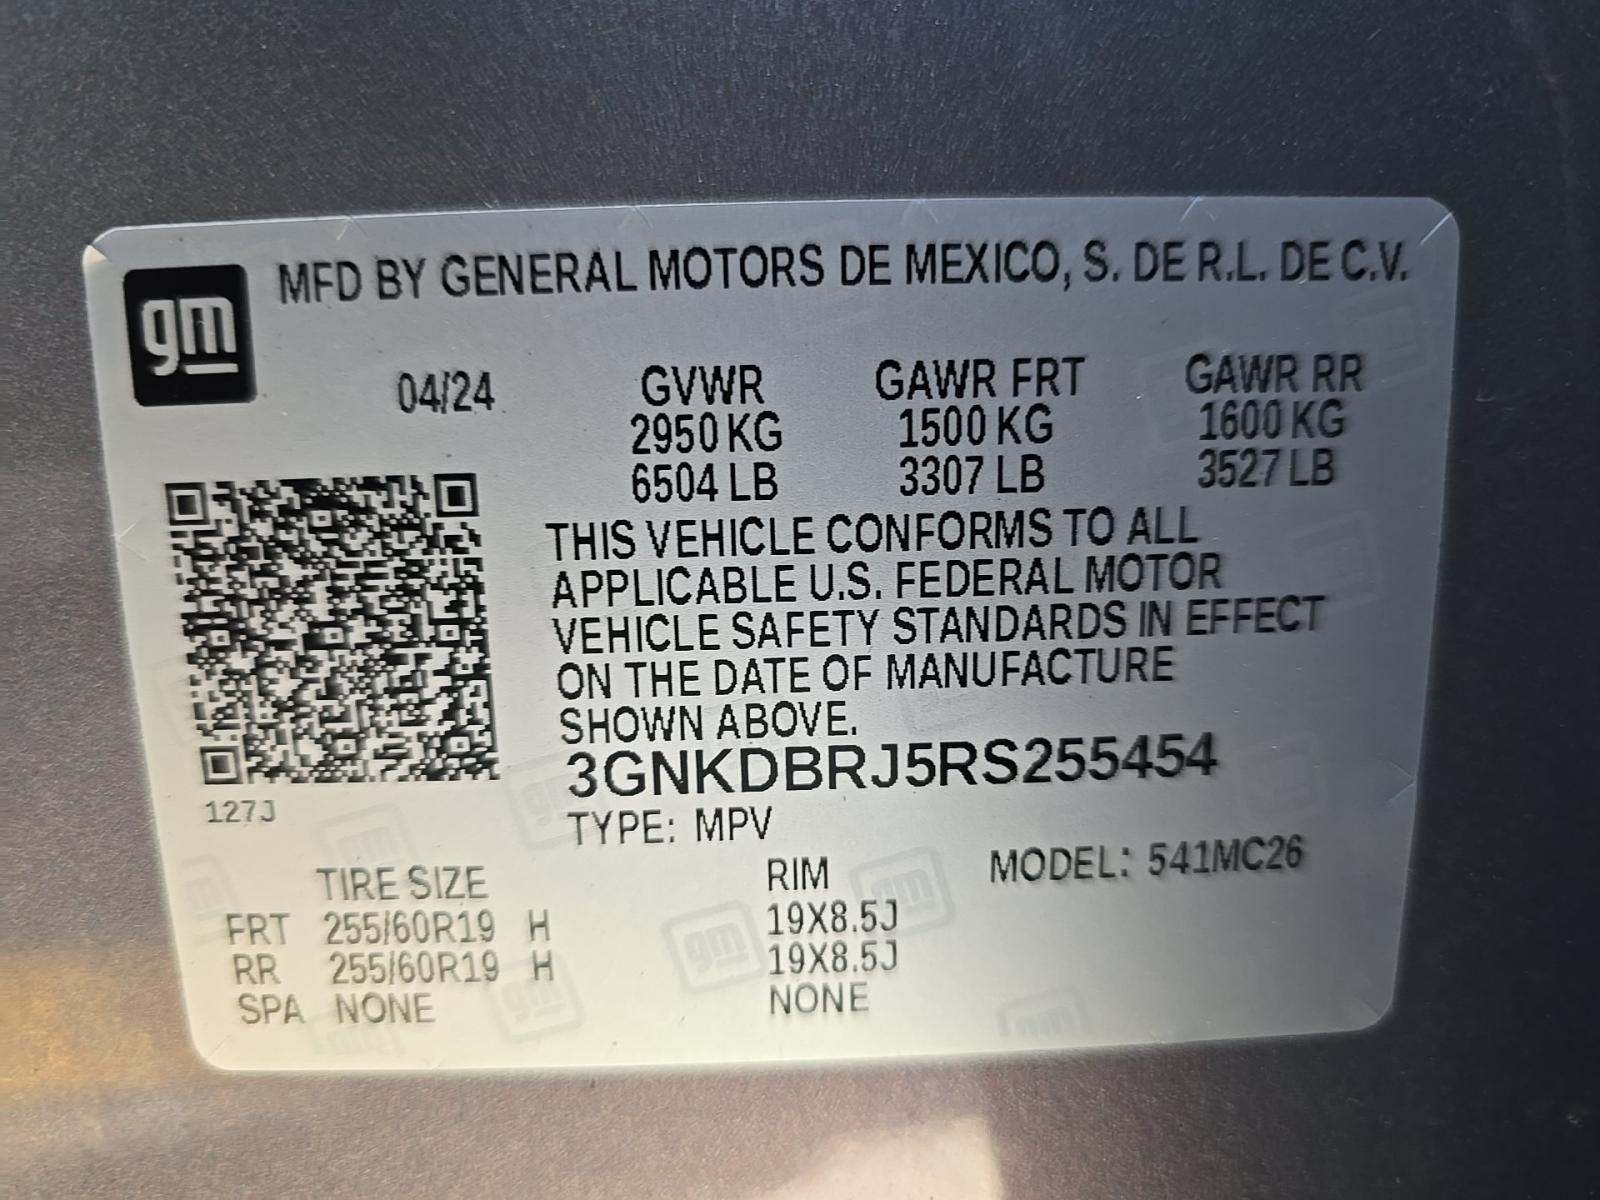 gm
MFD BY GENERAL MOTORS DE MEXICO, S. DE R.L. DE C.V.
04/24 GVWR GAWR FRT GAWR RR
2950 KG 1500 KG 1600 KG
6504 LB 3307 LB 3527 LB
THIS VEHICLE CONFORMS TO ALL
APPLICABLE U.S. FEDERAL MOTOR
VEHICLE SAFETY STANDARDS IN EFFECT
ON THE DATE OF MANUFACTURE
SHOWN ABOVE.
3GNKDBRJ5RS255454
127J
TYPE: MPV
TIRE SIZE RIM MODEL: 541MC26
FRT 255/60R19 H 19X8.5J
RR 255/60R19 H 19X8.5J
SPA NONE NONE